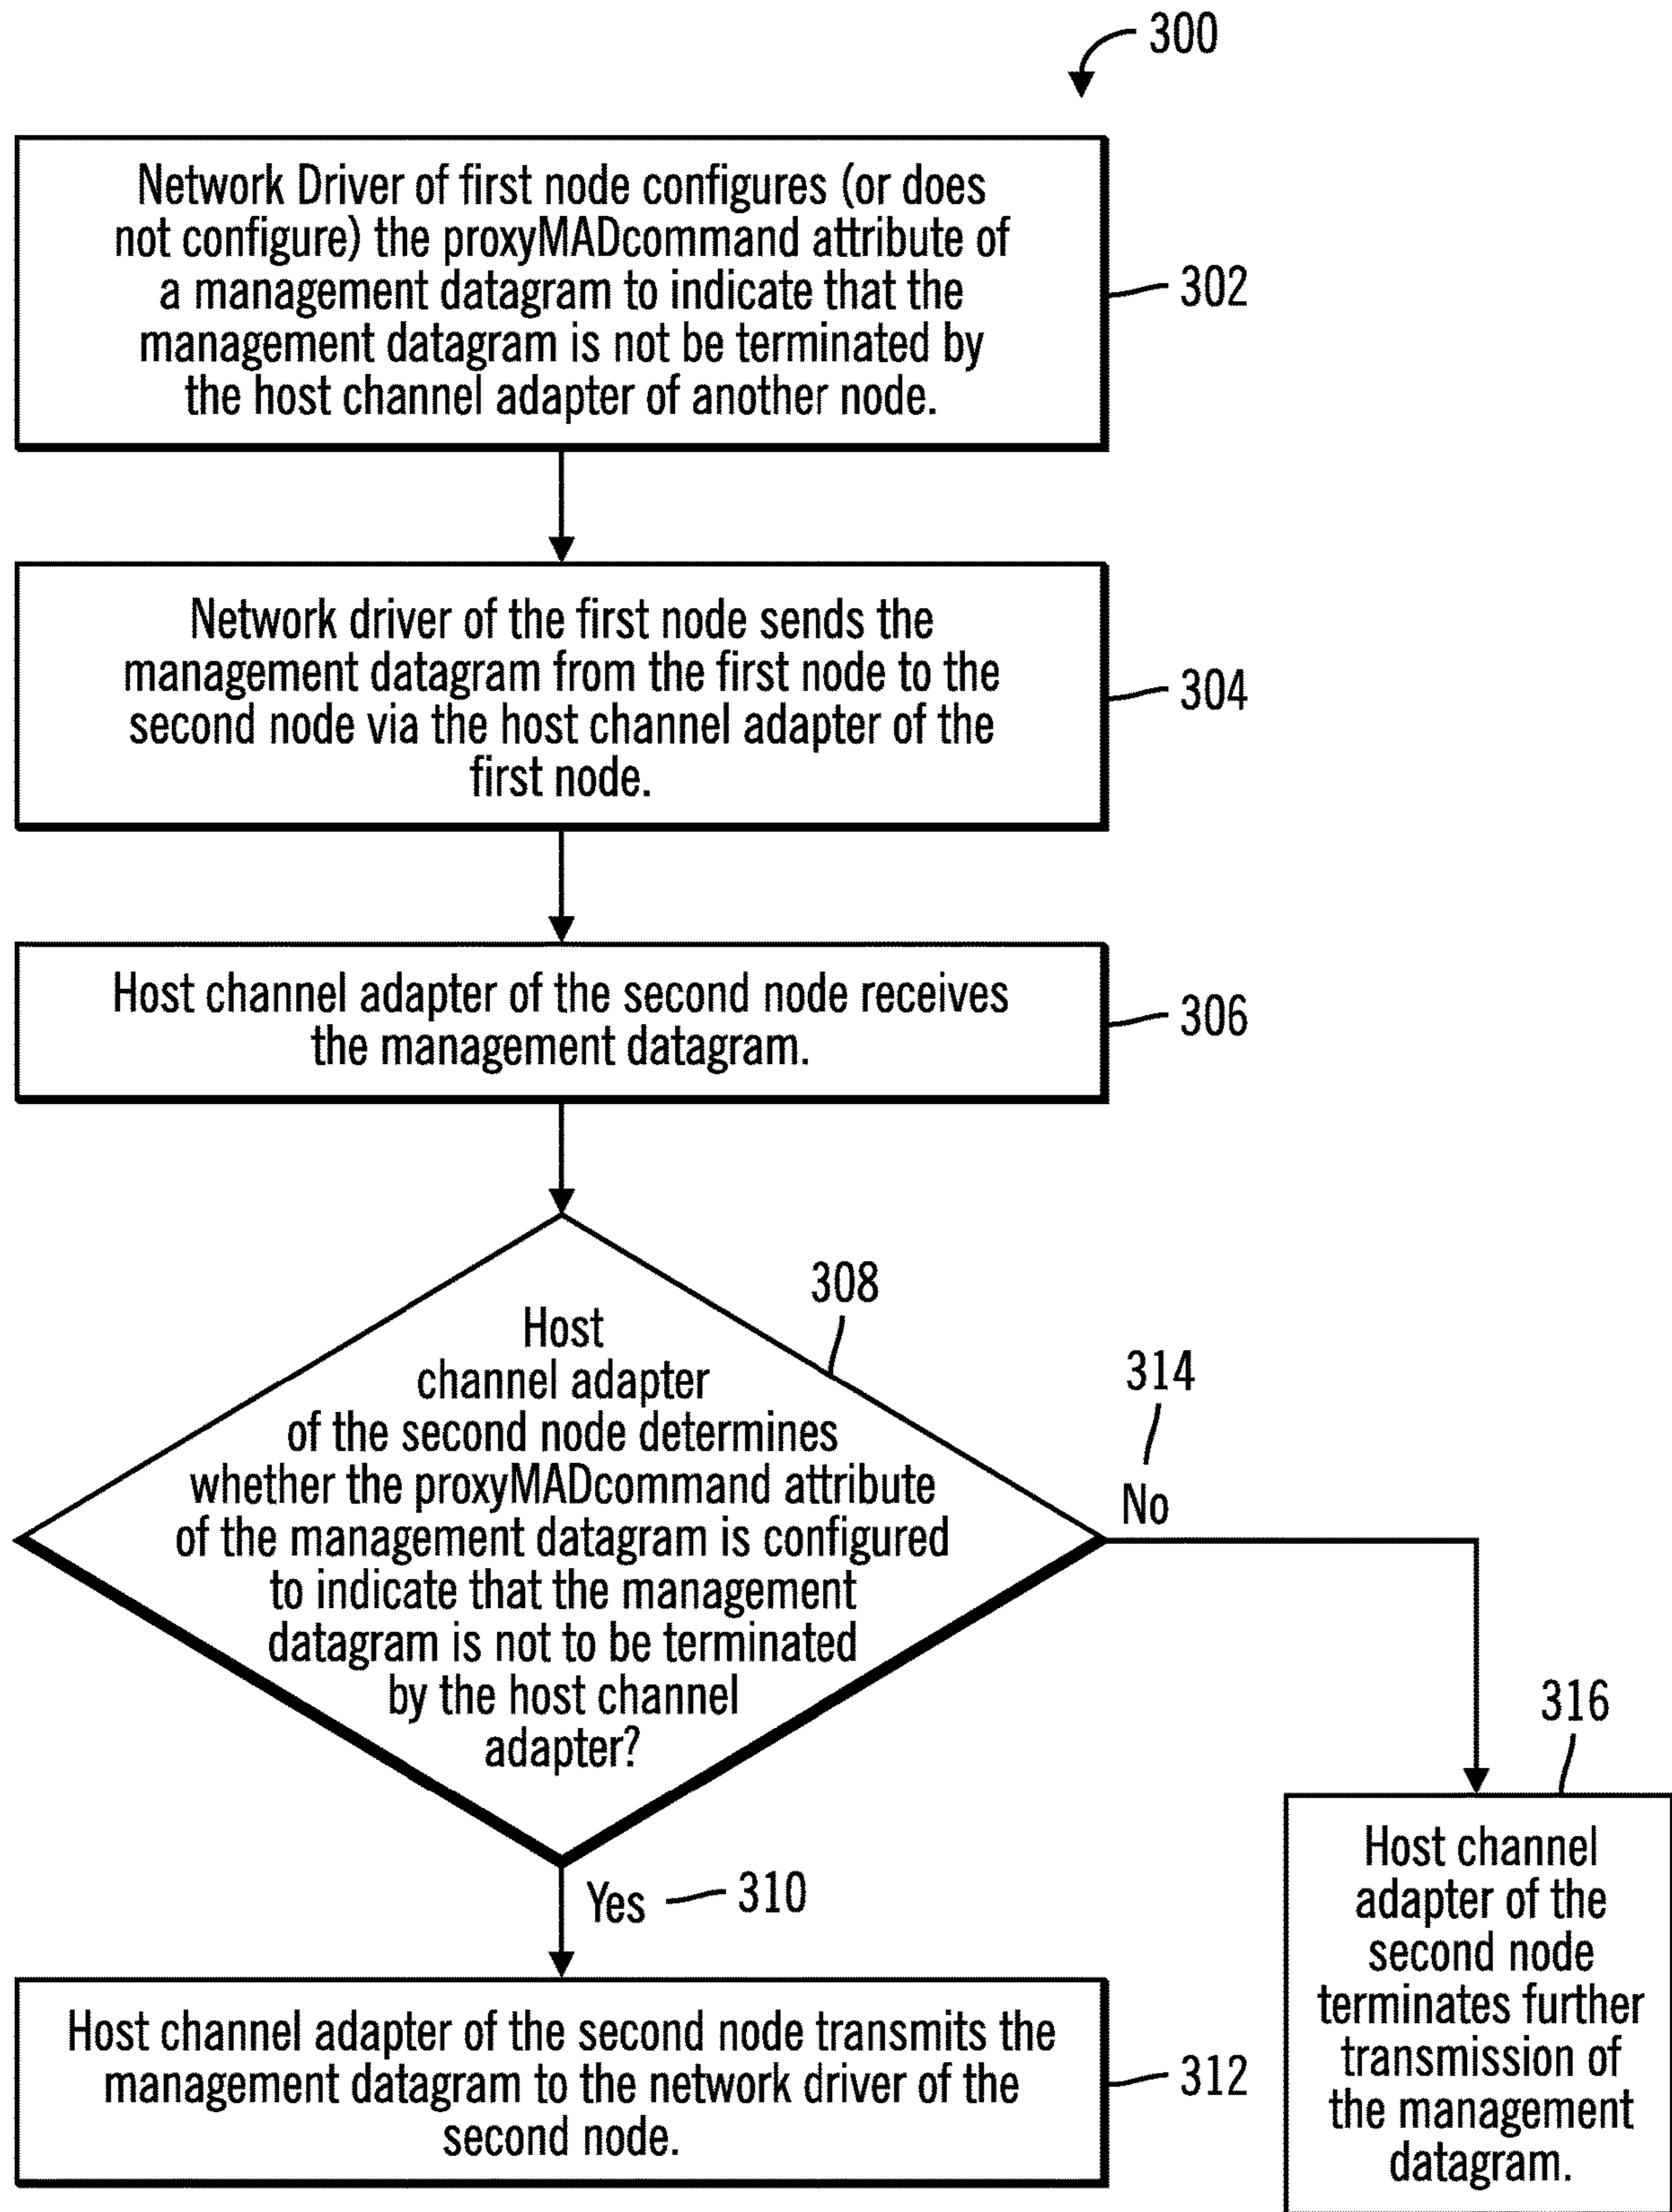 300
Network Driver of first node configures (or does
not configure) the proxyMADcommand attribute of
a management datagram to indicate that the
management datagram is not be terminated by
the host channel adapter of another node.
302
Network driver of the first node sends the
management datagram from the first node to the
second node via the host channel adapter of the
first node.
304
Host channel adapter of the second node receives
the management datagram.
306
308
Host
channel adapter
of the second node determines
whether the proxyMADcommand attribute
of the management datagram is configured
to indicate that the management
datagram is not to be terminated
by the host channel
adapter?
314
No
316
Host channel
adapter of the
second node
terminates further
transmission of
the management
datagram.
Yes
310
Host channel adapter of the second node transmits the
management datagram to the network driver of the
second node.
312